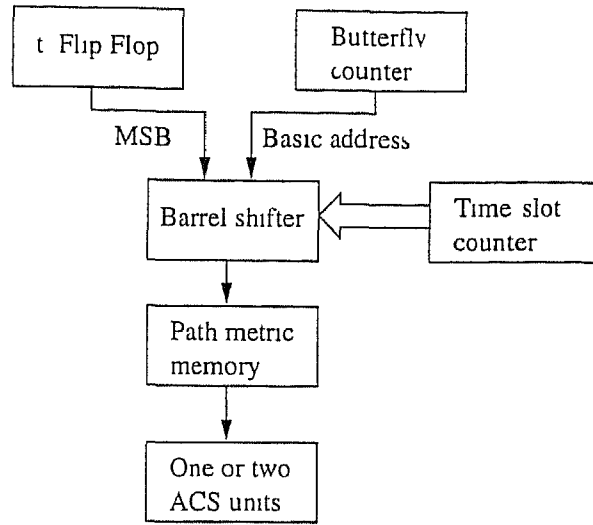 t Flip Flop
Butterfly
counter
MSB
Basic address
Barrel shifter
Time slot
counter
Path metric
memory
One or two
ACS units